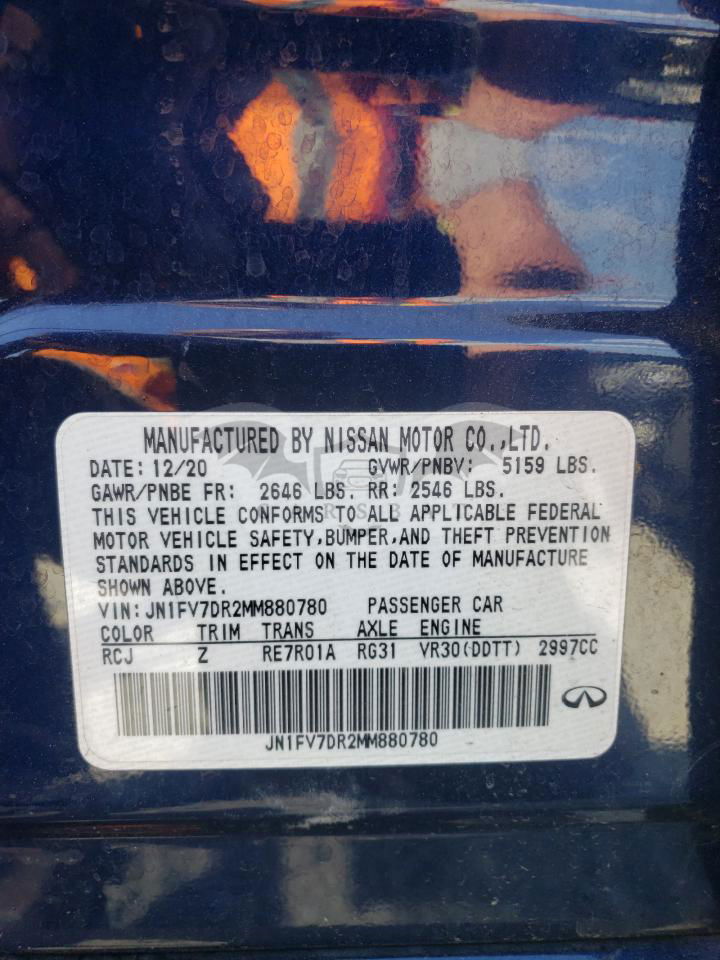 MANUFACTURED BY NISSAN MOTOR CO.,LTD.
DATE: 12/20 GVWR/PNBV: 5159 LBS.
GAWR/PNBE FR: 2646 LBS. RR: 2546 LBS.
THIS VEHICLE CONFORMS TO ALL APPLICABLE FEDERAL
MOTOR VEHICLE SAFETY,BUMPER,AND THEFT PREVENTION
STANDARDS IN EFFECT ON THE DATE OF MANUFACTURE
SHOWN ABOVE.
VIN:JN1FV7DR2MM880780 PASSENGER CAR
COLOR TRIM TRANS AXLE ENGINE
RCJ Z RE7R01A RG31 VR30(DDTT) 2997CC
JN1FV7DR2MM880780